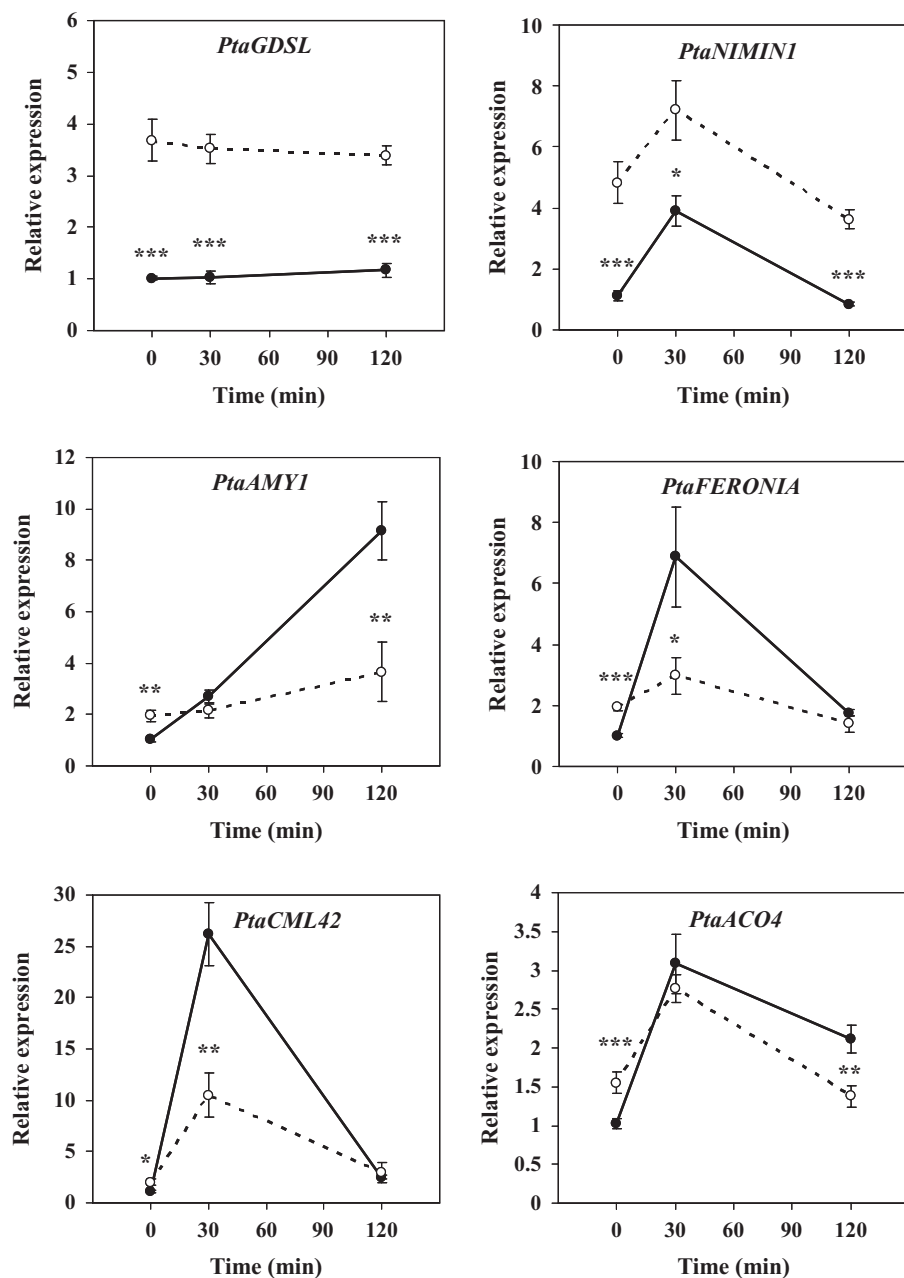 PtaGDSL
Relative expression
6
5
4
3
2
1
0
***
***
***
0 30 60 90 120
Time (min)
PtaNIMIN1
Relative expression
10
8
6
4
2
0
***
*
***
0 30 60 90 120
Time (min)
PtaAMY1
Relative expression
12
10
8
6
4
2
0
**
**
0 30 60 90 120
Time (min)
PtaFERONIA
Relative expression
10
8
6
4
2
0
***
*
0 30 60 90 120
Time (min)
PtaCML42
Relative expression
30
25
20
15
10
5
0
*
**
0 30 60 90 120
Time (min)
PtaACO4
Relative expression
4
3.5
3
2.5
2
1.5
1
0.5
0
***
**
0 30 60 90 120
Time (min)